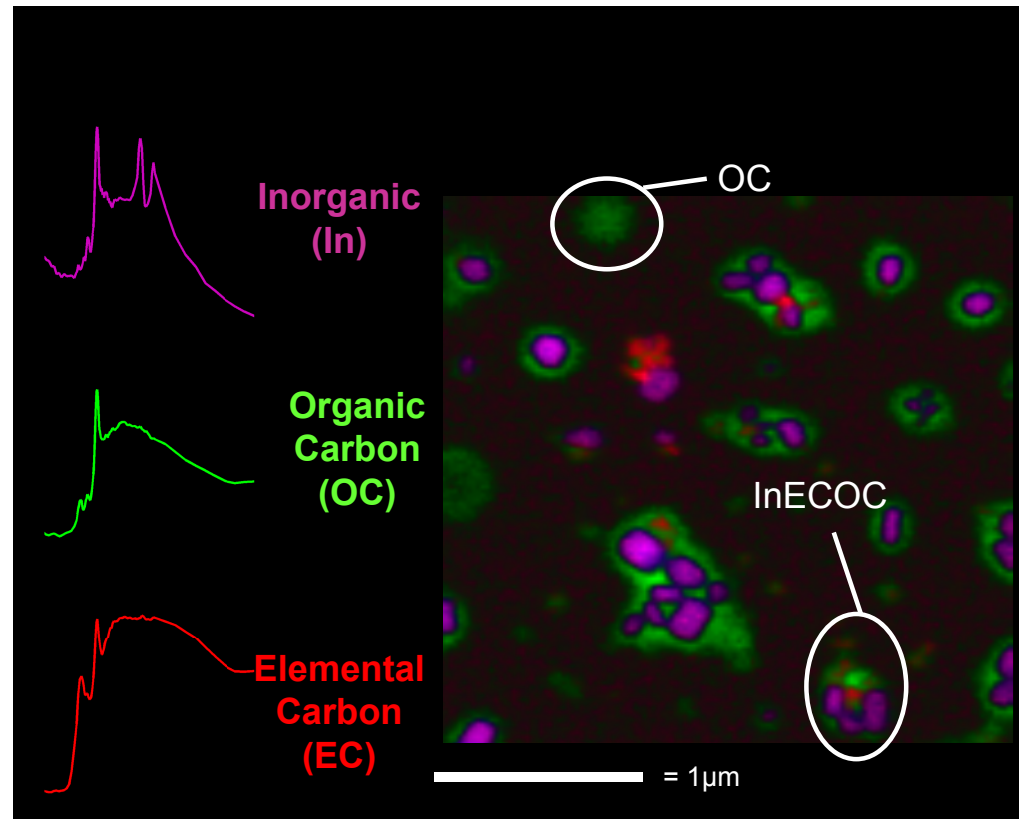 Inorganic
(In)
OC
Organic
Carbon
(OC)
InECOC
Elemental
Carbon
(EC)
= 1µm